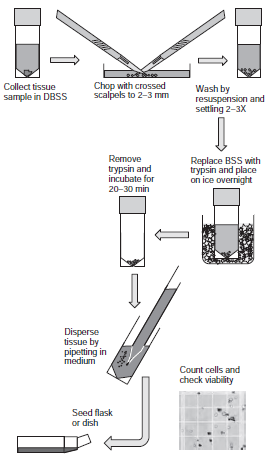 Collect tissue
sample in DBSS
Chop with crossed
scalpels to 2–3 mm
Wash by
resuspension and
settling 2–3X
Replace BSS with
trypsin and place
on ice overnight
Remove
trypsin and
incubate for
20–30 min
Disperse
tissue by
pipetting in
medium
Count cells and
check viability
Seed flask
or dish